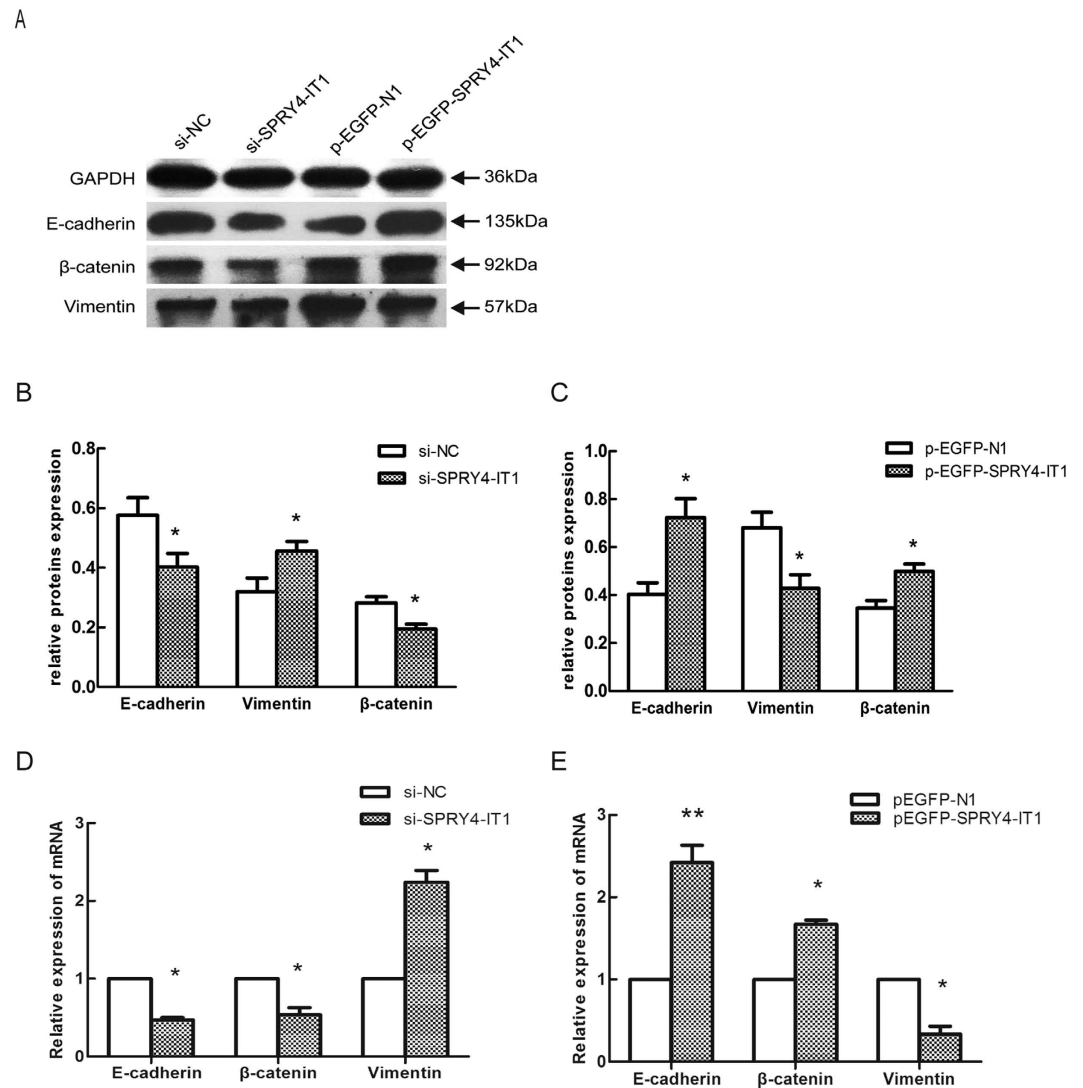 A
si-NC
si-SPRY4-IT1
p-EGFP-N1
p-EGFP-SPRY4-IT1
GAPDH
36kDa
E-cadherin
135kDa
β-catenin
92kDa
Vimentin
57kDa
B
relative proteins expression
0.8
0.6
0.4
0.2
0.0
si-NC
si-SPRY4-IT1
*
*
*
E-cadherin
Vimentin
β-catenin
C
relative proteins expression
1.0
0.8
0.6
0.4
0.2
0.0
p-EGFP-N1
p-EGFP-SPRY4-IT1
*
*
*
E-cadherin
Vimentin
β-catenin
D
Relative expression of mRNA
3
2
1
0
si-NC
si-SPRY4-IT1
*
*
*
E-cadherin
β-catenin
Vimentin
E
Relative expression of mRNA
3
2
1
0
pEGFP-N1
pEGFP-SPRY4-IT1
**
*
*
E-cadherin
β-catenin
Vimentin